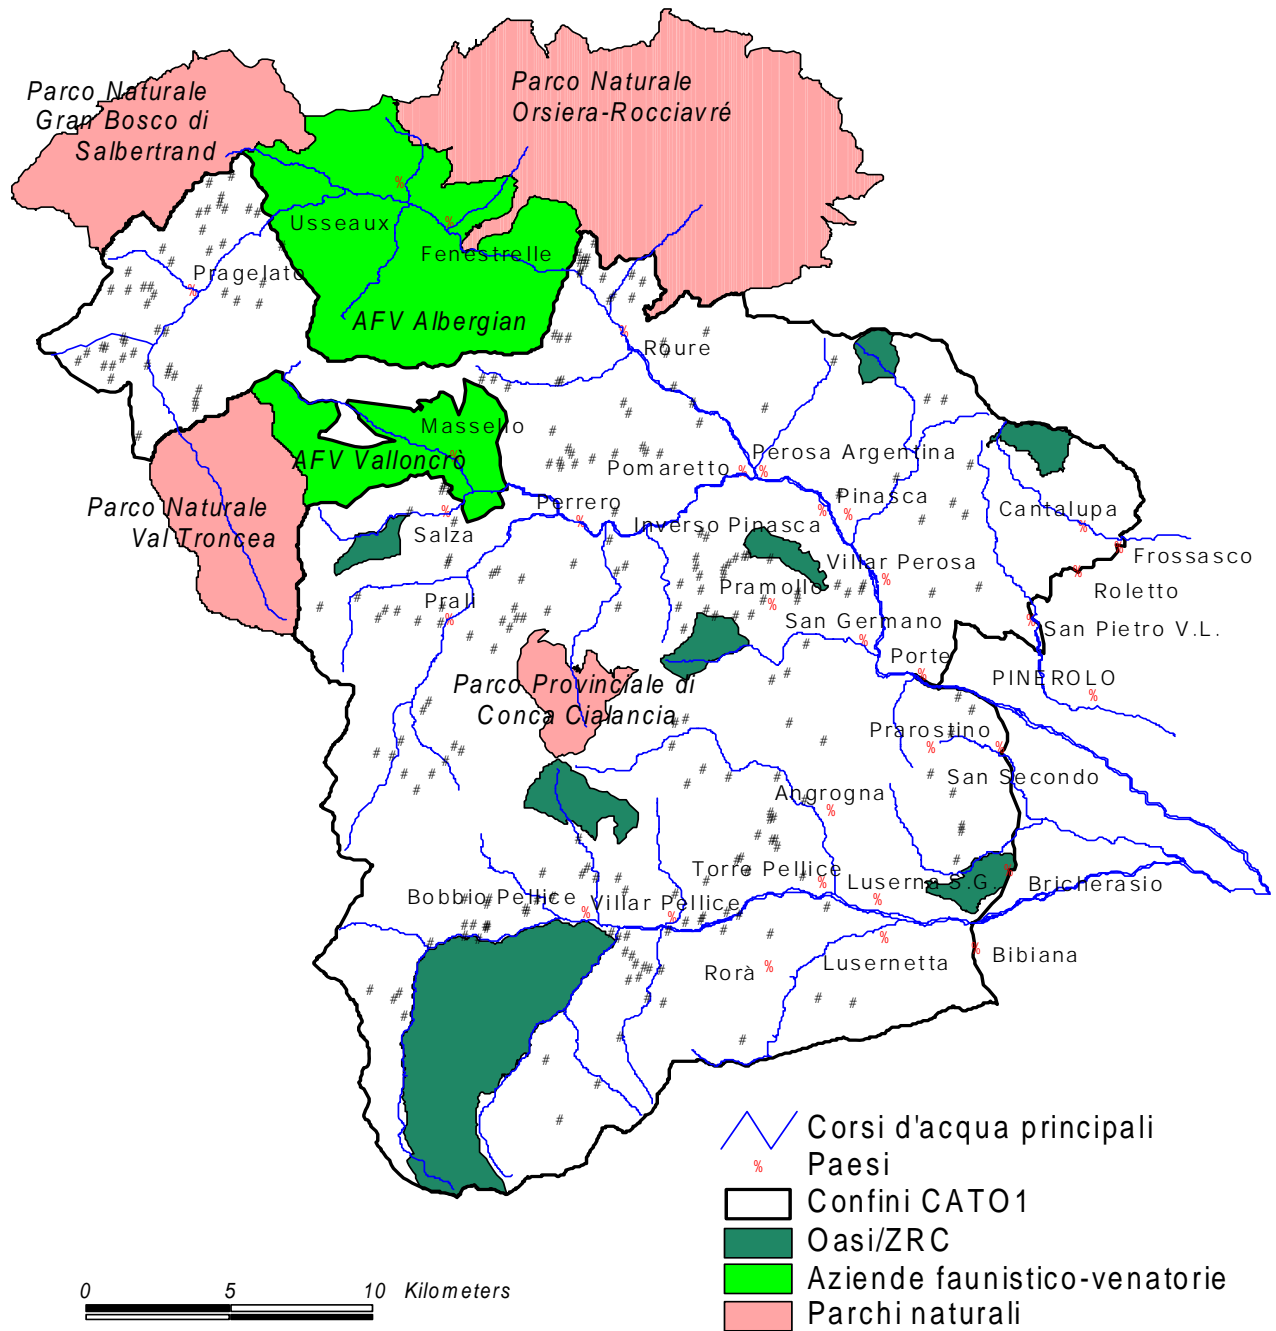 Parco Naturale
Gran Bosco di
Salbertrand
Parco Naturale
Orsiera-Rocciavré
Usseaux
Fenestrelle
Pragelato
AFV Albergian
Roure
Massello
AFV Valloncrò
Pomaretto
Perosa Argentina
Parco Naturale
Val Troncea
Perrero
Pinasca
Cantalupa
Salza
Inverso Pinasca
Frossasco
Villar Perosa
Roletto
Prali
Pramollo
San Germano
San Pietro V.L.
Porte
PINEROLO
Parco Provinciale di
Conca Cialancia
Prarostino
San Secondo
Angrogna
Torre Pellice
Luserna S.G.
Bricherasio
Bobbio Pellice
Villar Pellice
Rorà
Lusernetta
Bibiana
Corsi d'acqua principali
Paesi
Confini CATO1
Oasi/ZRC
Aziende faunistico-venatorie
Parchi naturali
0 5 10 Kilometers